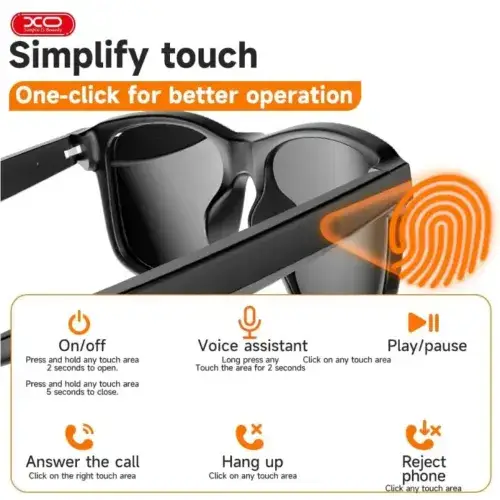 XO
Simplify touch
One-click for better operation
On/off
Press and hold any touch area
2 seconds to open.
Press and hold any touch area
5 seconds to close.
Voice assistant
Long press any
Touch the area for 2 seconds
Play/pause
Click on any touch area
Answer the call
Click on the right touch area
Hang up
Click on any touch area
Reject
phone
Click any touch area